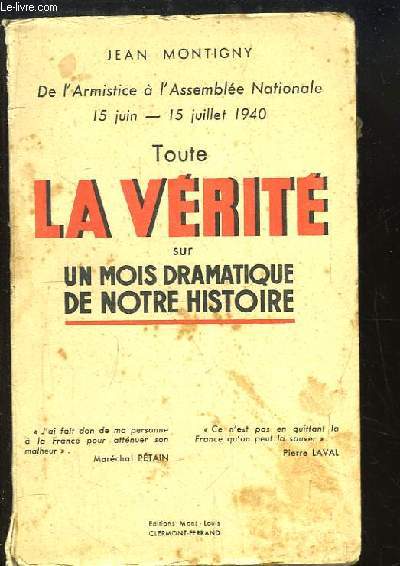 Le-Livre.com
JEAN MONTIGNY
De l'Armistice à l'Assemblée Nationale
15 juin — 15 juillet 1940
Toute
LA VÉRITÉ
sur
UN MOIS DRAMATIQUE
DE NOTRE HISTOIRE
« J'ai fait don de ma personne
à la France pour atténuer son
malheur ».
Maréchal PÉTAIN
« Ce n'est pas en quittant la
France qu'on peut la sauver »
Pierre LAVAL
Editions Mont-Louis
CLERMONT-FERRAND